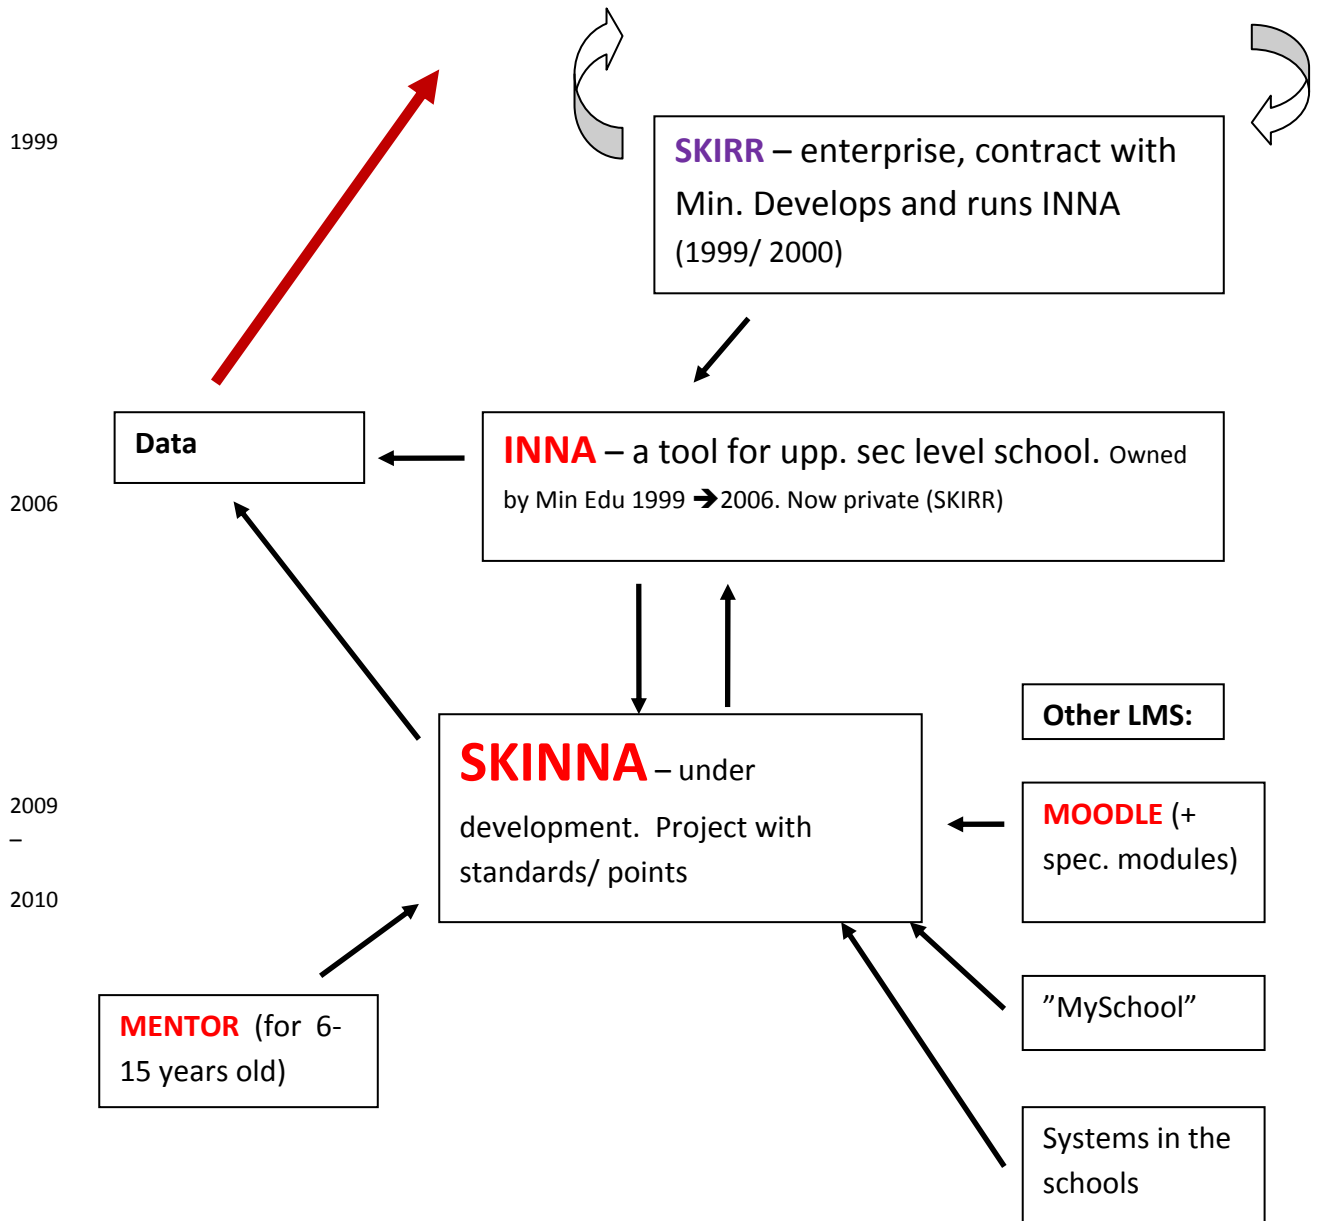 1999
SKIRR – enterprise, contract with
Min. Develops and runs INNA
(1999/ 2000)
Data
INNA – a tool for upp. sec level school. Owned
by Min Edu 1999 ➔2006. Now private (SKIRR)
2006
Other LMS:
SKINNA – under
development.  Project with
standards/ points
2009
–
2010
MOODLE (+
spec. modules)
”MySchool”
MENTOR  (for  6-
15 years old)
Systems in the
schools